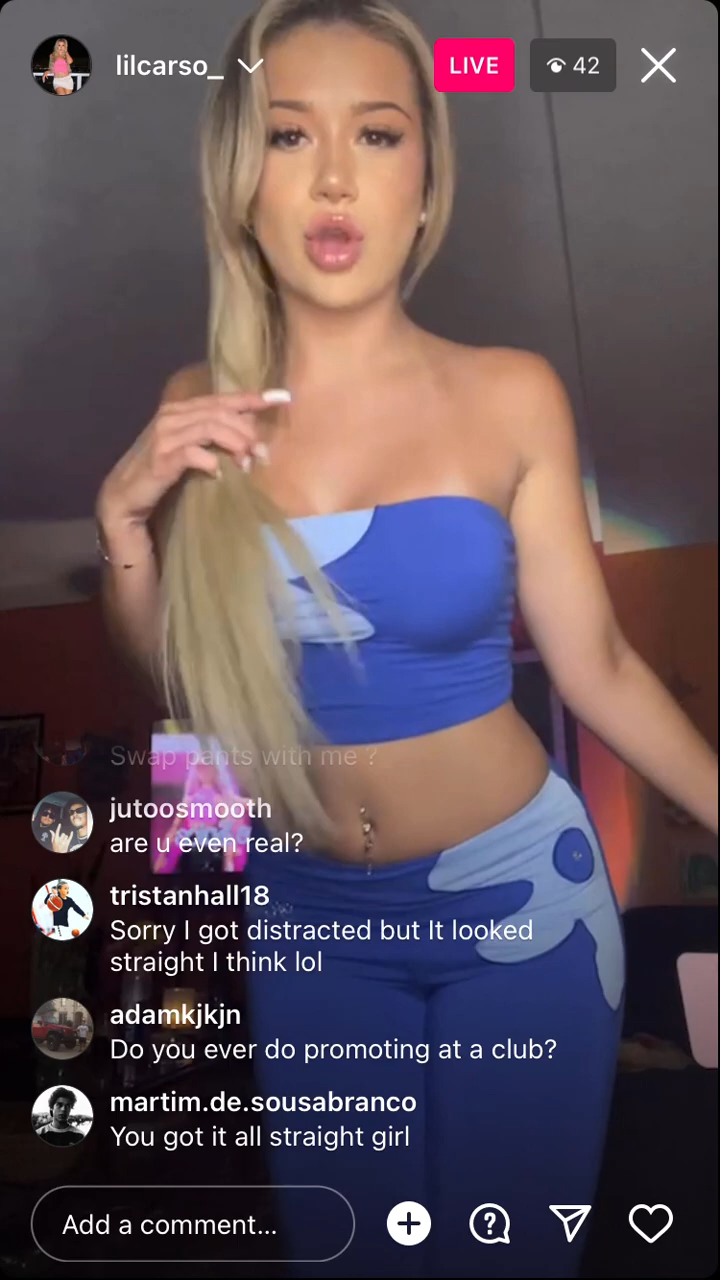 lilcarso_
LIVE
42
Swap pants with me ?
jutoosmooth
are u even real?
tristanhall18
Sorry I got distracted but It looked
straight I think lol
adamkjkjn
Do you ever do promoting at a club?
martim.de.sousabranco
You got it all straight girl
Add a comment...